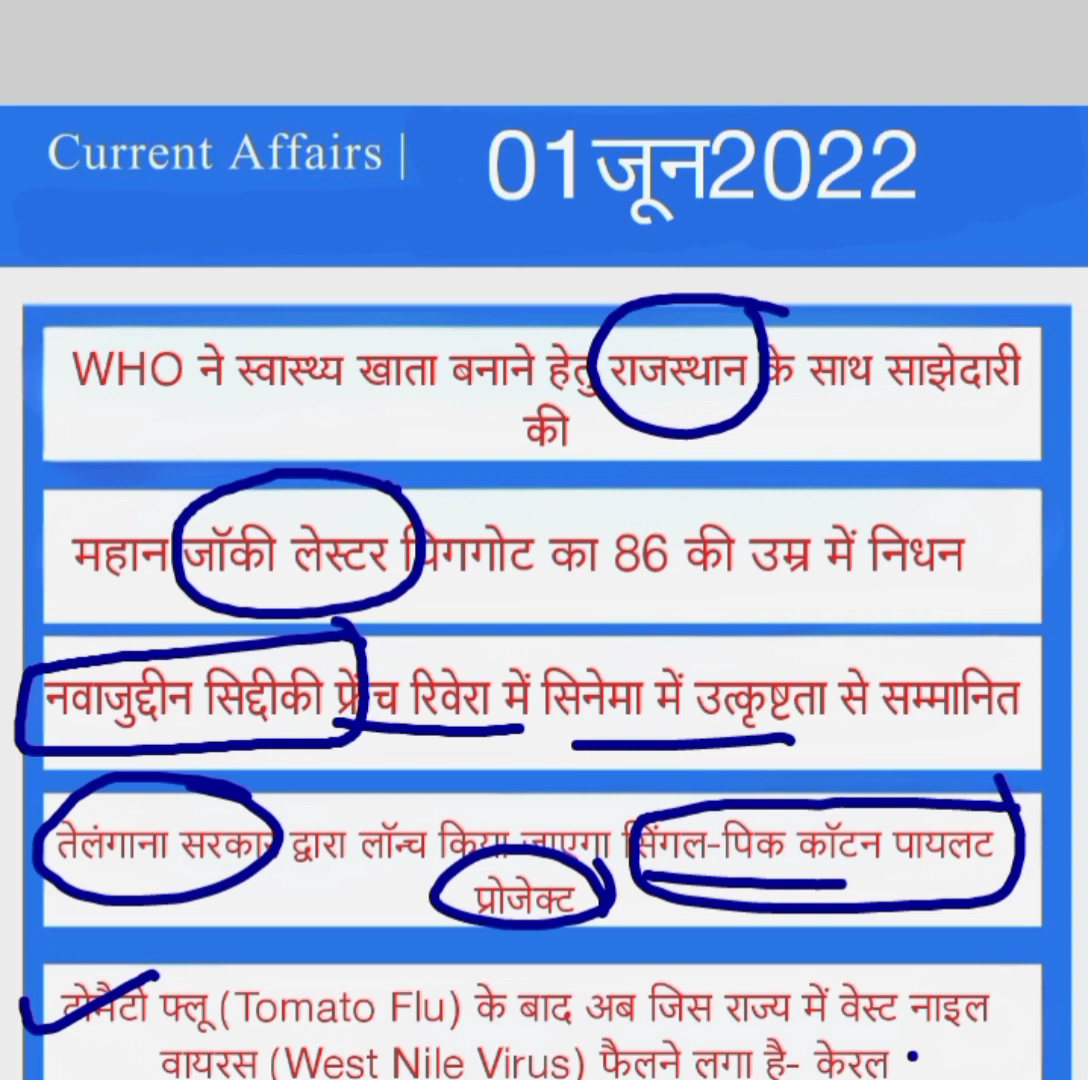 Current Affairs | 01जून2022
WHO ने स्वास्थ्य खाता बनाने हेतु राजस्थान के साथ साझेदारी
की
महान जॉकी लेस्टर पिगगोट का 86 की उम्र में निधन
नवाजुद्दीन सिद्दीकी फ्रेंच रिवेरा में सिनेमा में उत्कृष्टता से सम्मानित
तेलंगाना सरकार द्वारा लॉन्च किया जाएगा सिंगल-पिक कॉटन पायलट
प्रोजेक्ट
टोमैटो फ्लू (Tomato Flu) के बाद अब जिस राज्य में वेस्ट नाइल
वायरस (West Nile Virus) फैलने लगा है- केरल